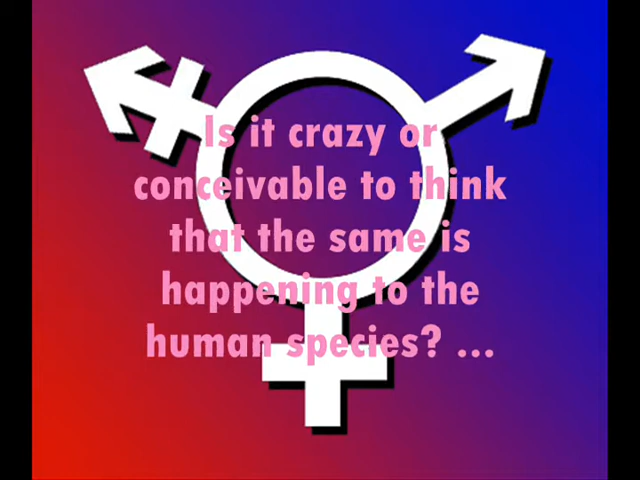 Is it crazy or
conceivable to think
that the same is
happening to the
human species? ...